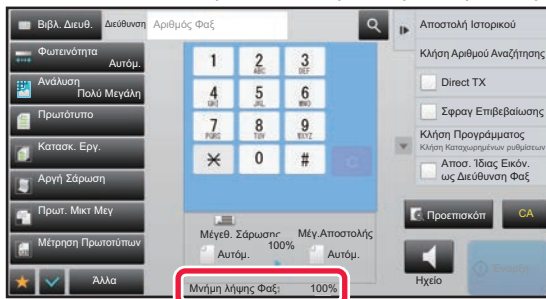 Βιβλ. Διευθ.
Διεύθυνση
Αριθμός Φαξ
Φωτεινότητα
Αυτόμ.
Ανάλυση
Πολύ Μεγάλη
Πρωτότυπο
Κατασκ. Εργ.
Αργή Σάρωση
Πρωτ. Μικτ Μεγ
Μέτρηση Πρωτοτύπων
Άλλα
1
2 ABC
3 DEF
4 GHI
5 JKL
6 MNO
7 PQRS
8 TUV
9 WXYZ
0
#
C
Μέγεθ. Σάρωσης
Μέγ.Αποστολής
100%
Αυτόμ.
Αυτόμ.
Μνήμη λήψης Φαξ: 100%
Αποστολή Ιστορικού
Κλήση Αριθμού Αναζήτησης
Direct TX
Σφραγ Επιβεβαίωσης
Κλήση Προγράμματος
Κλήση Καταχωρημένων ρυθμίσεων
Αποσ. Ίδιας Εικόν.
ως Διεύθυνση Φαξ
Προεπισκόπ
CA
Ηχείο
Έναρξη